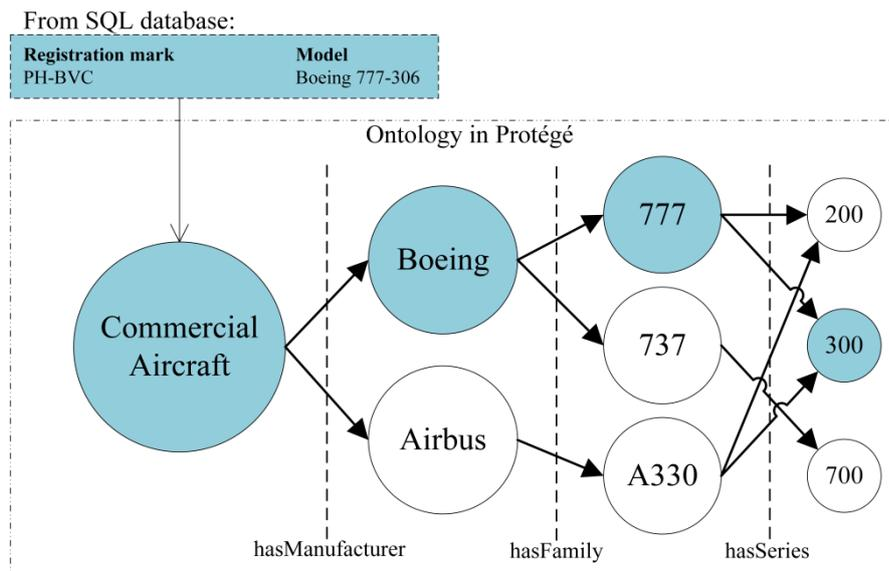 From SQL database:
Registration mark Model
PH-BVC Boeing 777-306
Ontology in Protégé
777
200
Boeing
Commercial
Aircraft
737
300
Airbus
A330
700
hasManufacturer hasFamily hasSeries